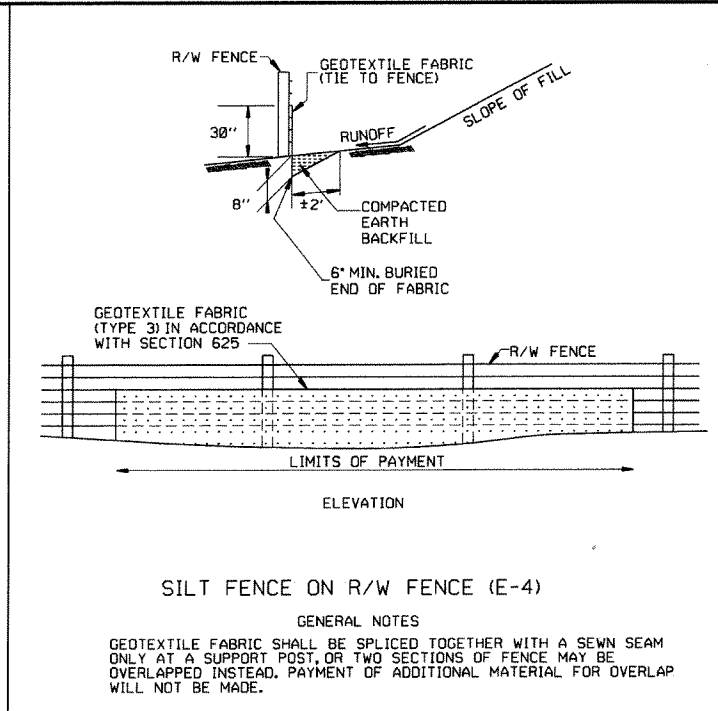 R/W FENCE
GEOTEXTILE FABRIC
(TIE TO FENCE)
SLOPE OF FILL
30"
RUNOFF
8"
±2'
COMPACTED
EARTH
BACKFILL
6" MIN. BURIED
END OF FABRIC
GEOTEXTILE FABRIC
(TYPE 3) IN ACCORDANCE
WITH SECTION 625
R/W FENCE
LIMITS OF PAYMENT
ELEVATION
SILT FENCE ON R/W FENCE (E-4)
GENERAL NOTES
GEOTEXTILE FABRIC SHALL BE SPLICED TOGETHER WITH A SEWN SEAM
ONLY AT A SUPPORT POST, OR TWO SECTIONS OF FENCE MAY BE
OVERLAPPED INSTEAD. PAYMENT OF ADDITIONAL MATERIAL FOR OVERLAP
WILL NOT BE MADE.